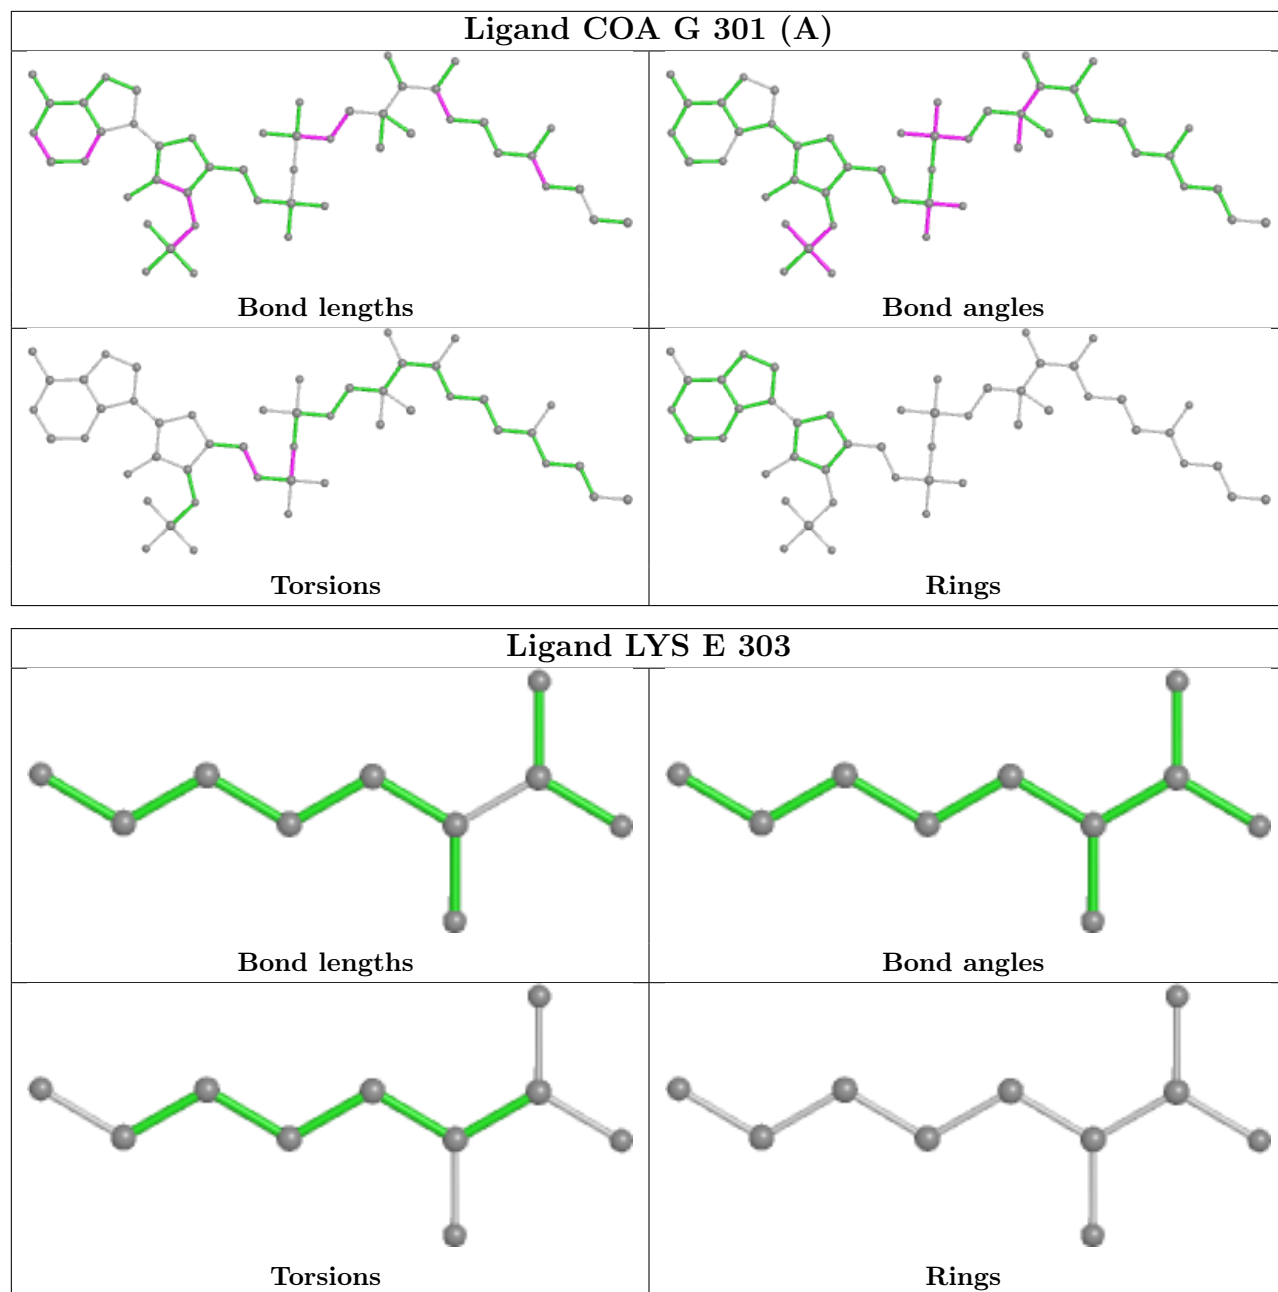 Ligand COA G 301 (A)
Bond lengths
Bond angles
Torsions
Rings
Ligand LYS E 303
Bond lengths
Bond angles
Torsions
Rings